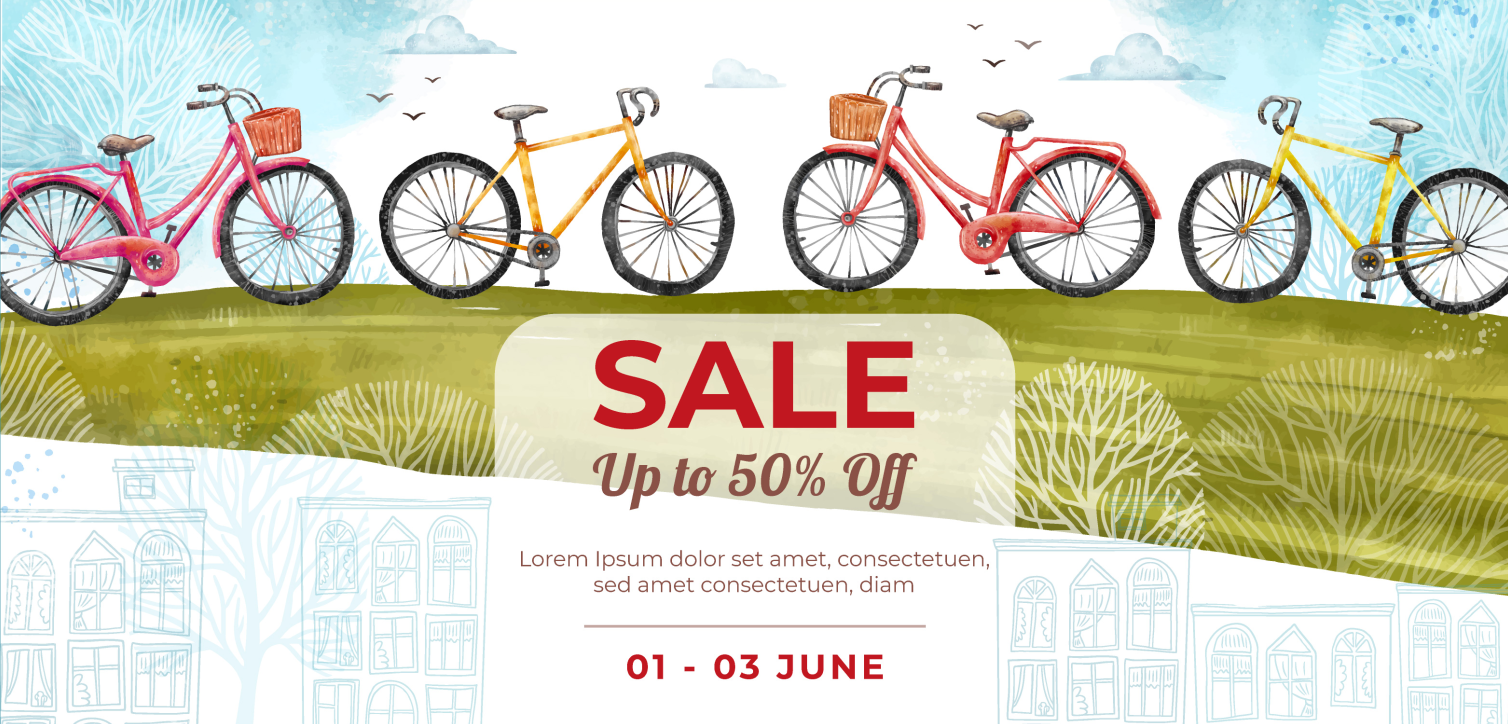 SALE
Up to 50% Off
Lorem Ipsum dolor set amet, consectetuen,
sed amet consectetuen, diam
01 - 03 JUNE